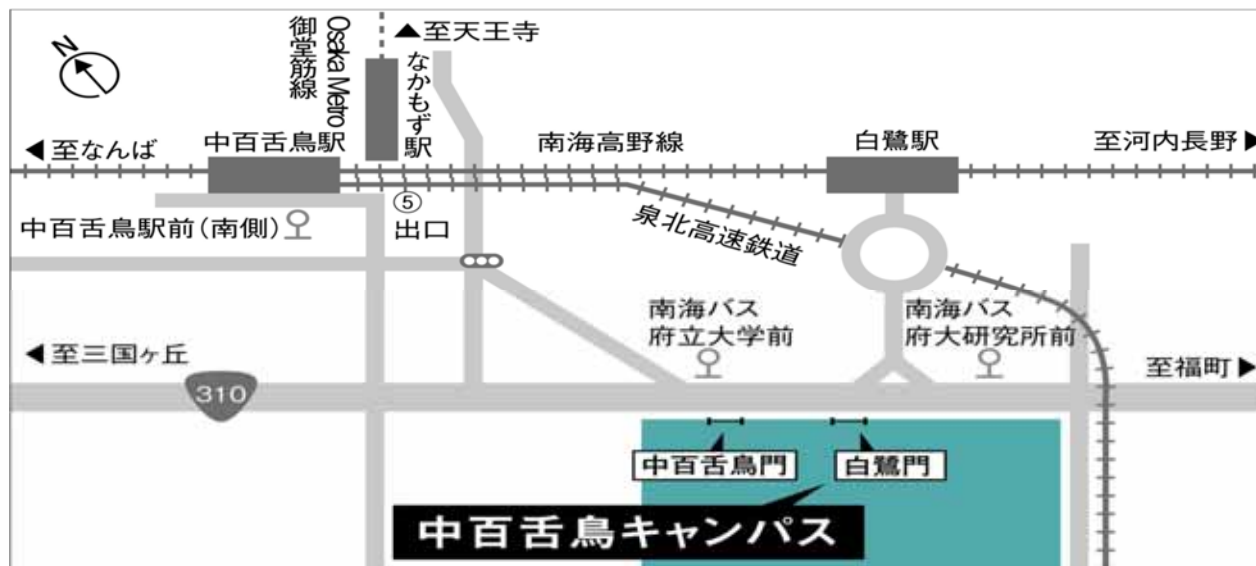 N
御堂筋線
Osaka Metro
なかもず駅
▲至天王寺
◀至なんば
中百舌鳥駅
南海高野線
白鷺駅
至河内長野▶
⑤
出口
中百舌鳥駅前(南側)
泉北高速鉄道
南海バス
府立大学前
南海バス
府大研究所前
◀至三国ヶ丘
310
至福町▶
中百舌鳥門
白鷺門
中百舌鳥キャンパス